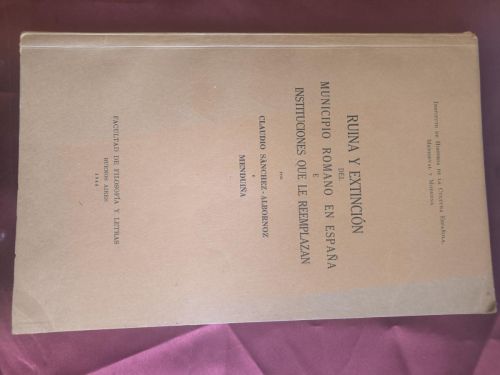 INSTITUTO DE HISTORIA DE LA CULTURA ESPAÑOLA,
MEDIEVAL Y MODERNA
RUINA Y EXTINCIÓN
DEL
MUNICIPIO ROMANO EN ESPAÑA
E
INSTITUCIONES QUE LE REEMPLAZAN
POR
CLAUDIO SÁNCHEZ-ALBORNOZ
Y
MENDUIÑA
FACULTAD DE FILOSOFÍA Y LETRAS
BUENOS AIRES